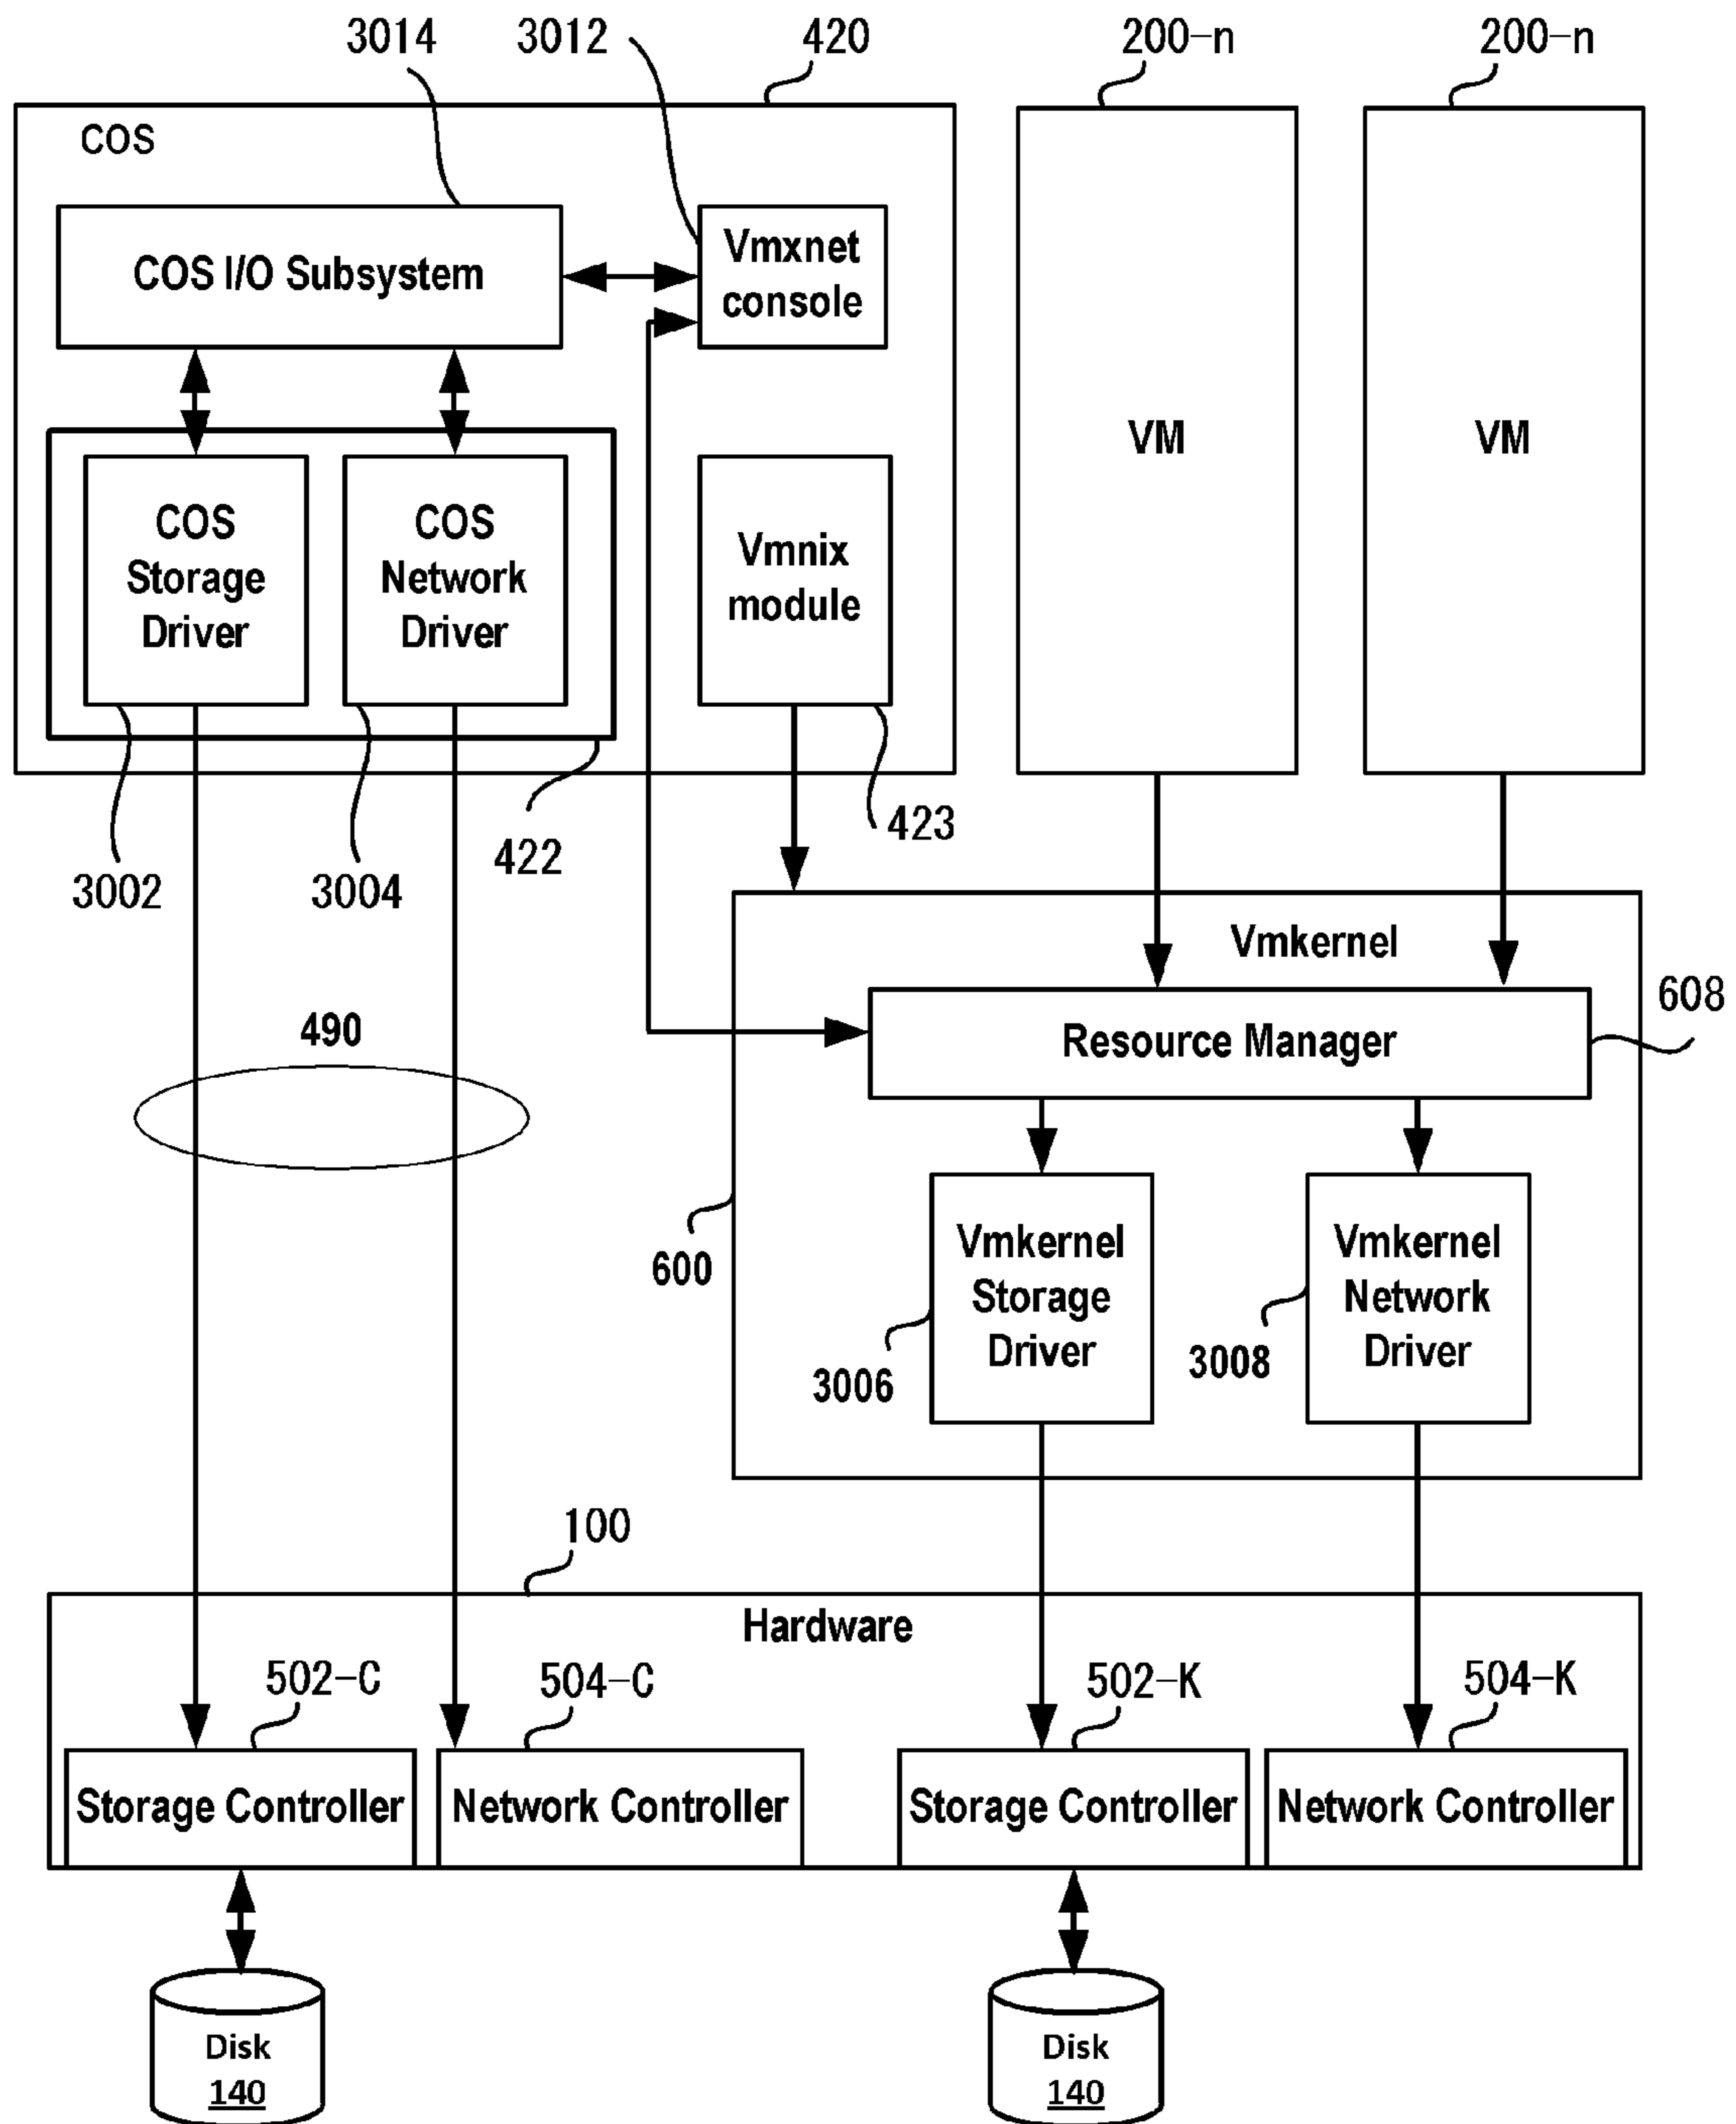 3014
3012
420
200-n
200-n
COS
COS I/O Subsystem
Vmxnet
console
VM
VM
COS
Storage
Driver
COS
Network
Driver
Vmnix
module
423
422
3002
3004
Vmkernel
608
490
Resource Manager
600
Vmkernel
Storage
Driver
Vmkernel
Network
Driver
3006
3008
100
Hardware
502-C
504-C
502-K
504-K
Storage Controller
Network Controller
Storage Controller
Network Controller
Disk
140
Disk
140